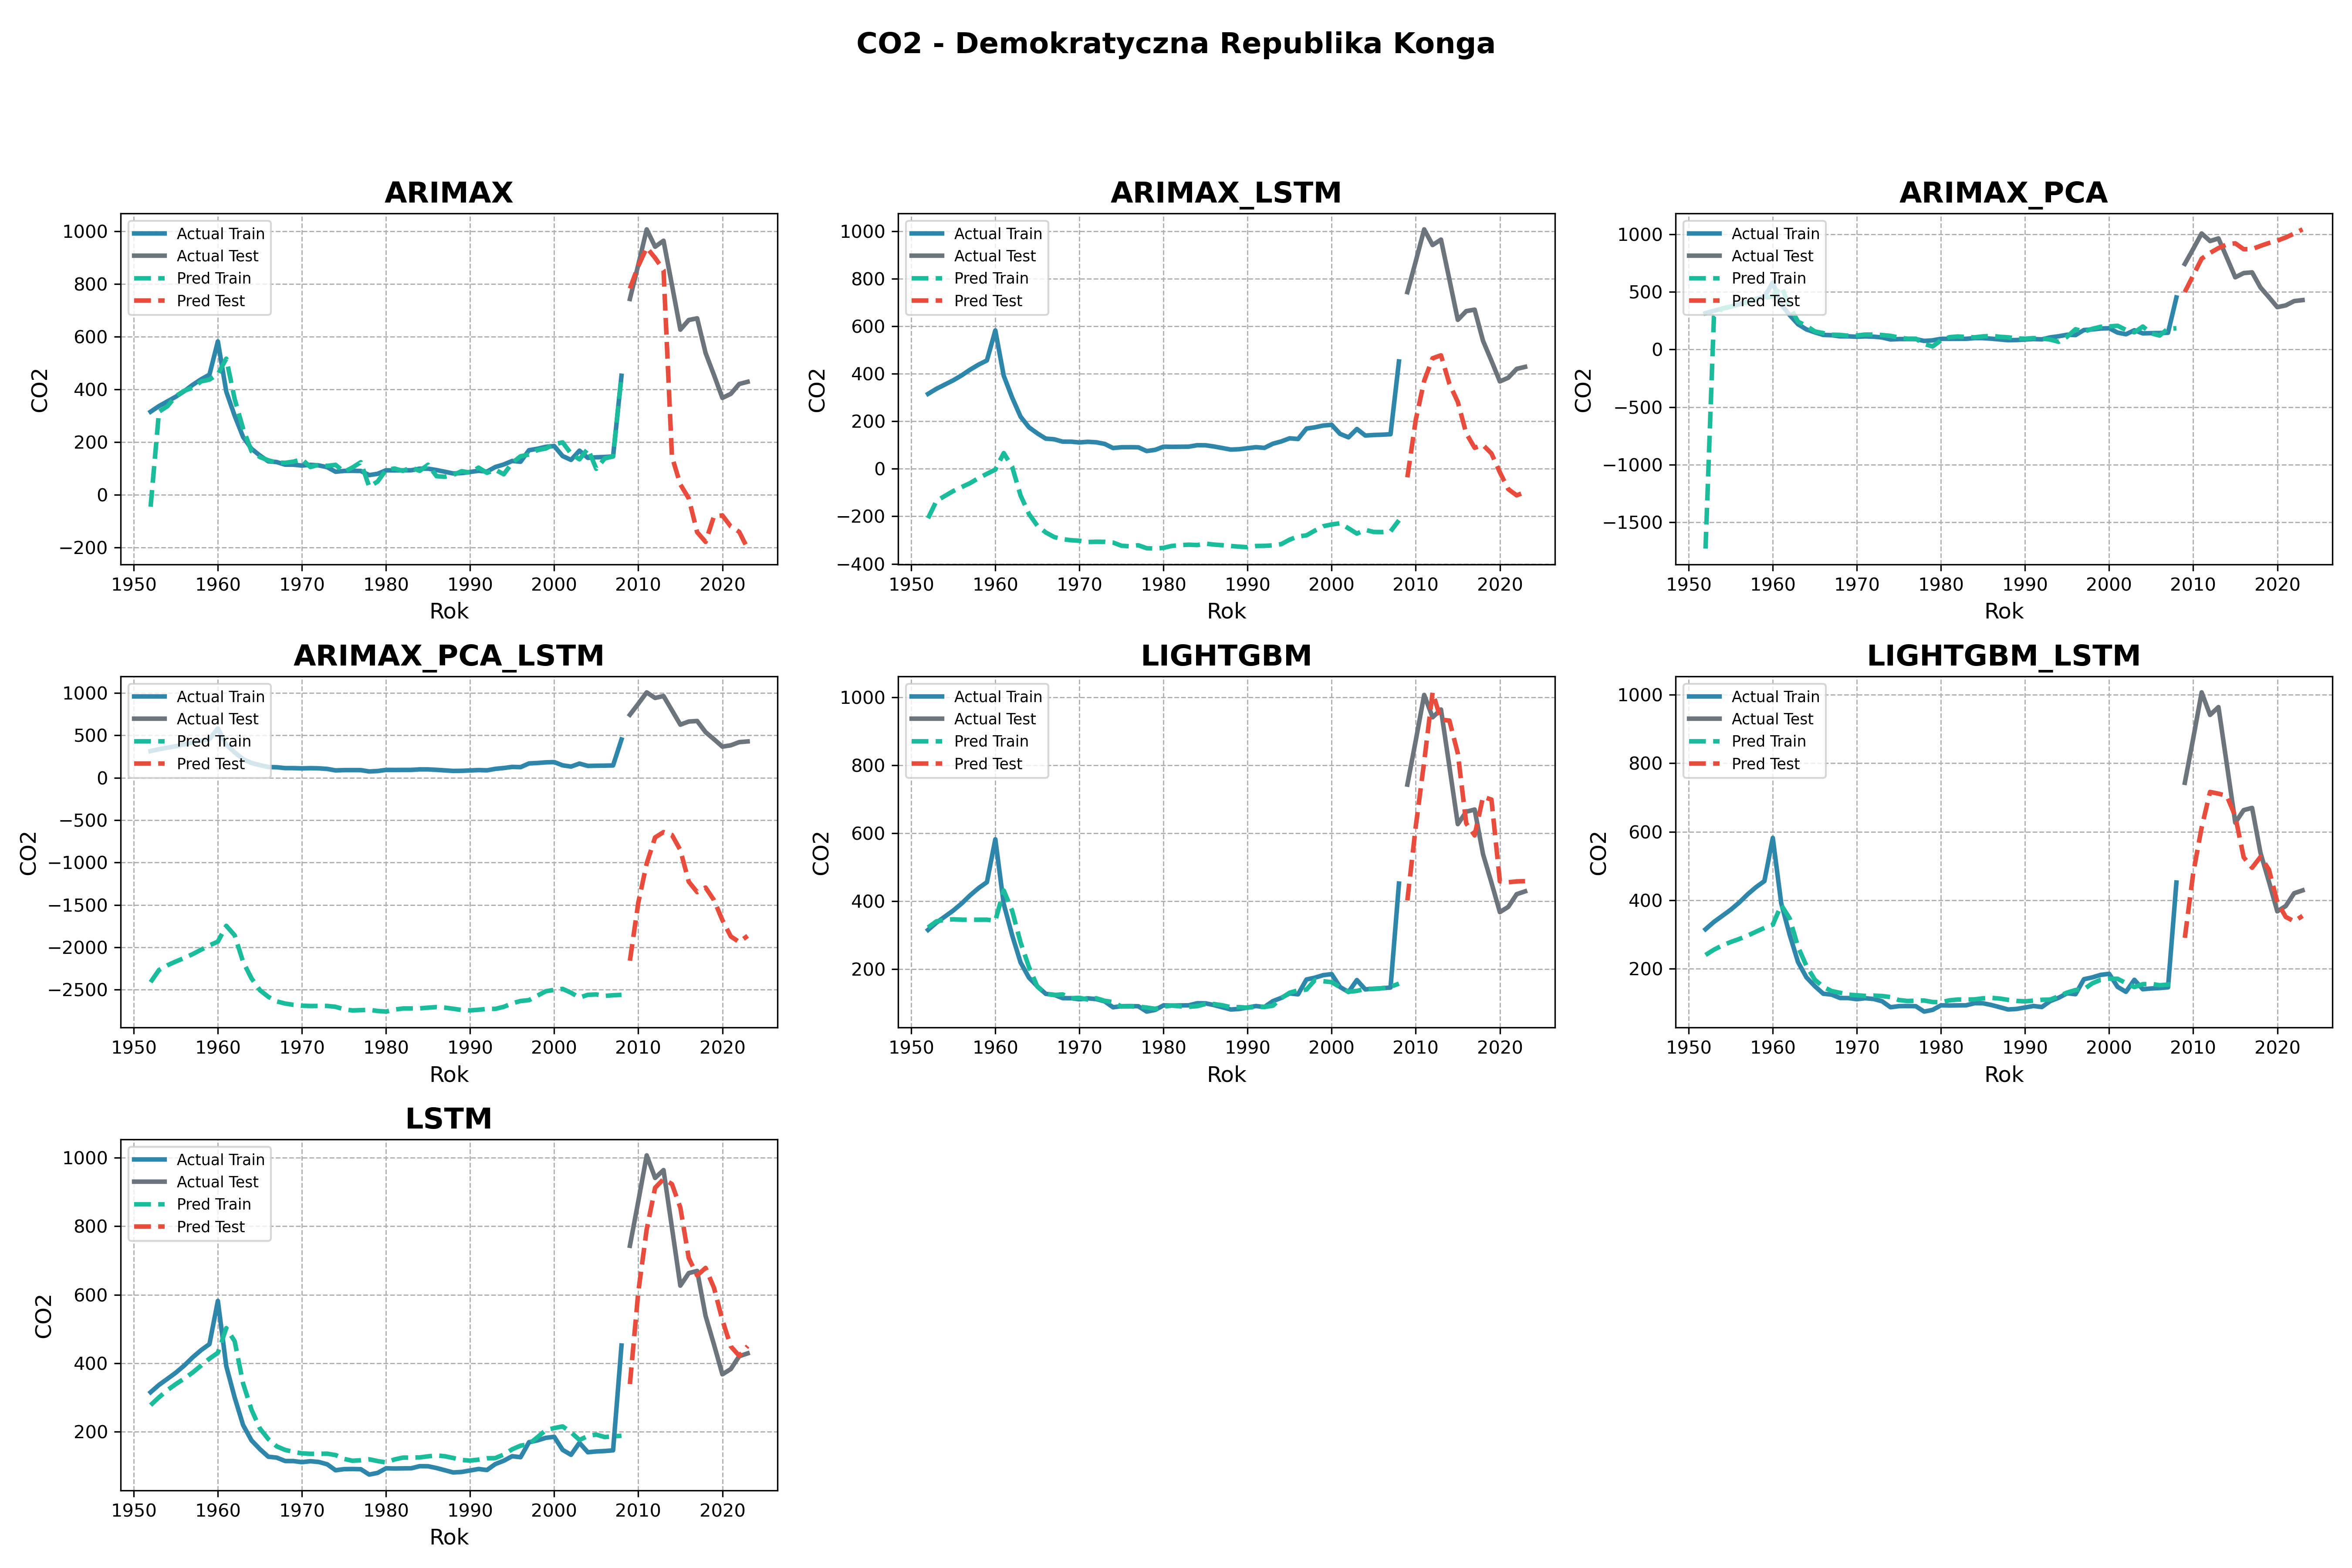 CO2 - Demokratyczna Republika Konga
ARIMAX
Actual Train
Actual Test
Pred Train
Pred Test
1000
800
600
400
200
0
−200
CO2
1950 1960 1970 1980 1990 2000 2010 2020
Rok
ARIMAX_LSTM
Actual Train
Actual Test
Pred Train
Pred Test
1000
800
600
400
200
0
−200
−400
CO2
1950 1960 1970 1980 1990 2000 2010 2020
Rok
ARIMAX_PCA
Actual Train
Actual Test
Pred Train
Pred Test
1000
500
0
−500
−1000
−1500
CO2
1950 1960 1970 1980 1990 2000 2010 2020
Rok
ARIMAX_PCA_LSTM
Actual Train
Actual Test
Pred Train
Pred Test
1000
500
0
−500
−1000
−1500
−2000
−2500
CO2
1950 1960 1970 1980 1990 2000 2010 2020
Rok
LIGHTGBM
Actual Train
Actual Test
Pred Train
Pred Test
1000
800
600
400
200
CO2
1950 1960 1970 1980 1990 2000 2010 2020
Rok
LIGHTGBM_LSTM
Actual Train
Actual Test
Pred Train
Pred Test
1000
800
600
400
200
CO2
1950 1960 1970 1980 1990 2000 2010 2020
Rok
LSTM
Actual Train
Actual Test
Pred Train
Pred Test
1000
800
600
400
200
CO2
1950 1960 1970 1980 1990 2000 2010 2020
Rok